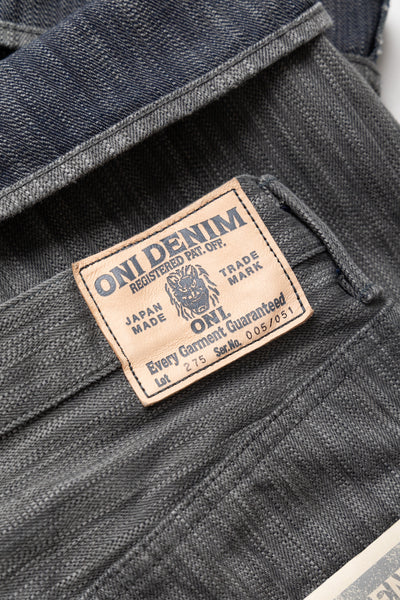 ONI DENIM
REGISTERED PAT. OFF.
JAPAN MADE
TRADE MARK
ONI
Every Garment Guaranteed
Lot 275 Ser.No. 005/051